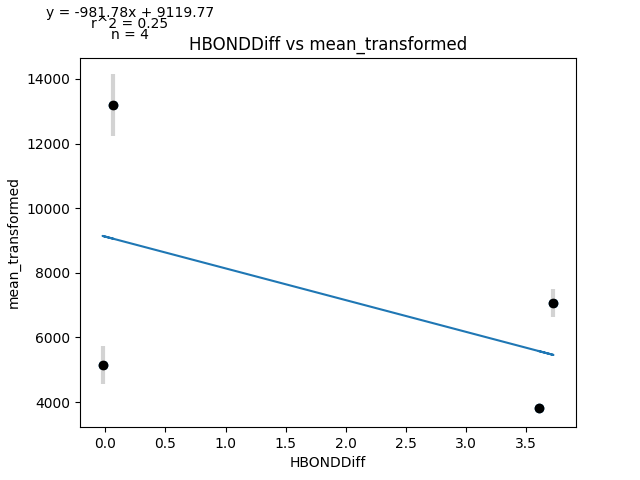 y = -981.78x + 9119.77
r^2 = 0.25
n = 4
HBONDDiff vs mean_transformed
14000
12000
10000
8000
6000
4000
mean_transformed
0.0 0.5 1.0 1.5 2.0 2.5 3.0 3.5
HBONDDiff